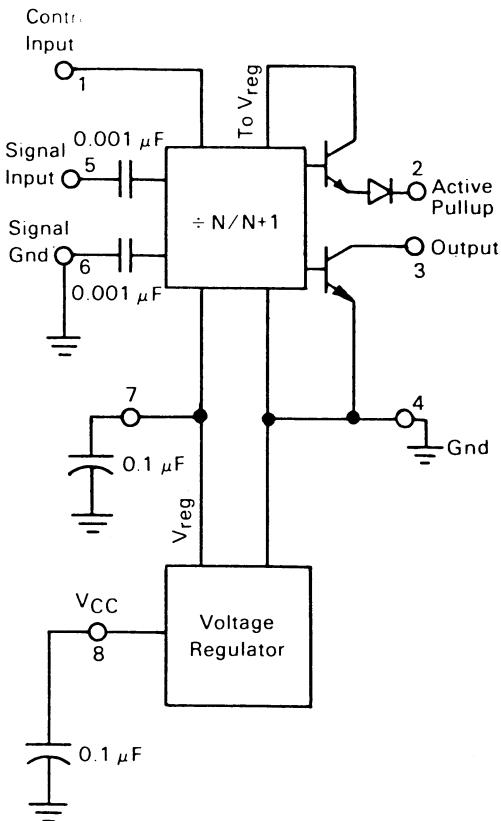 Input
1
To Vreg
0.001 μF
Signal
Input
5
÷ N/N+1
2
Active
Pullup
Signal
Gnd
6
0.001 μF
Output
3
7
0.1 μF
4
Gnd
Vreg
VCC
8
Voltage
Regulator
0.1 μF